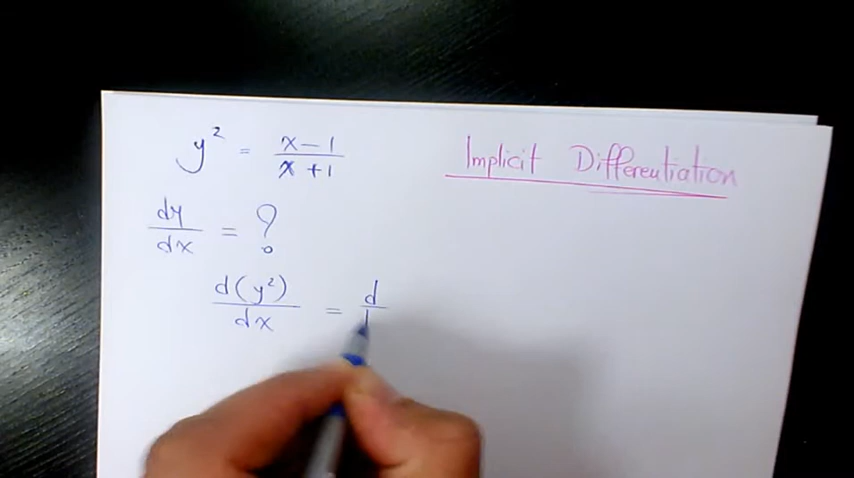 y² = (x−1)/(x+1)
Implicit Differentiation
dy/dx = ?
d(y²)/dx = d/